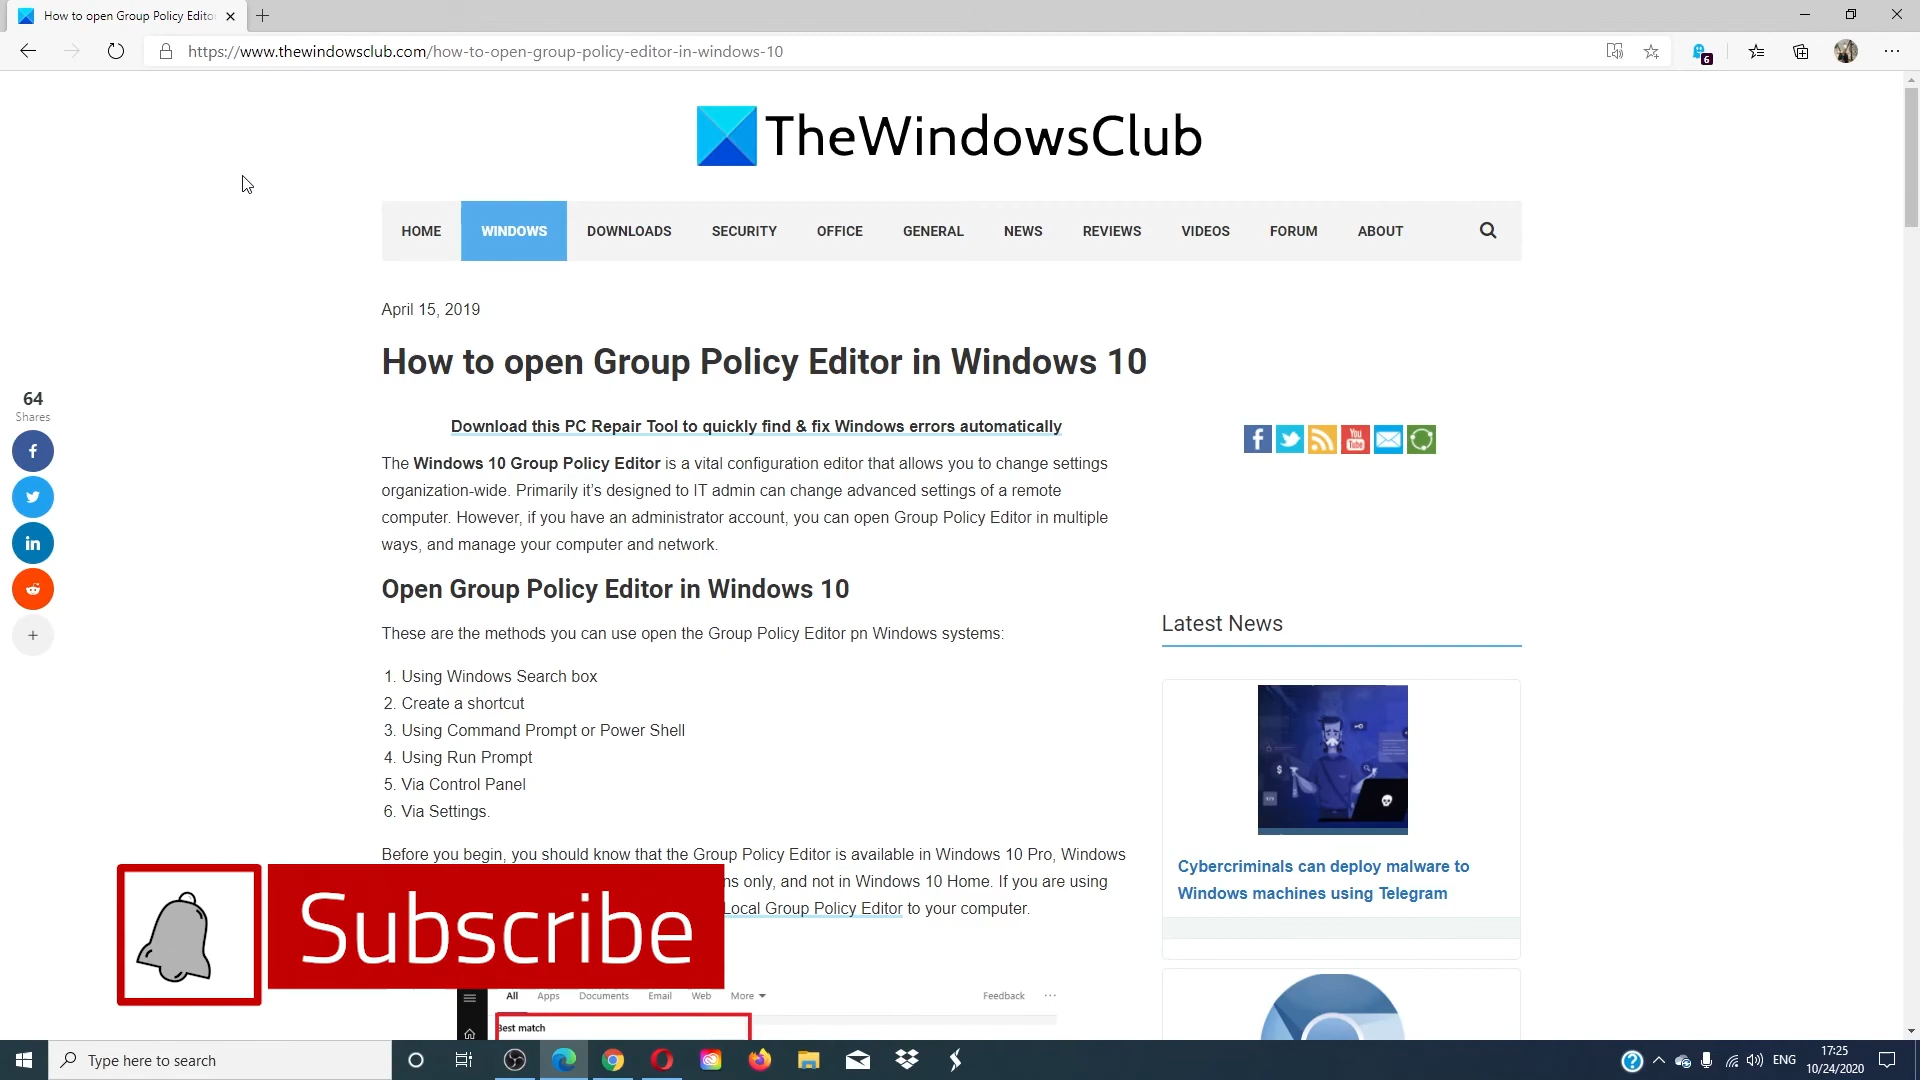 How to open Group Policy Edito
https://www.thewindowsclub.com/how-to-open-group-policy-editor-in-windows-10
6
TheWindowsClub
HOME WINDOWS DOWNLOADS SECURITY OFFICE GENERAL NEWS REVIEWS VIDEOS FORUM ABOUT
April 15, 2019
How to open Group Policy Editor in Windows 10
64
Shares
Download this PC Repair Tool to quickly find & fix Windows errors automatically
The Windows 10 Group Policy Editor is a vital configuration editor that allows you to change settings
organization-wide. Primarily it’s designed to IT admin can change advanced settings of a remote
computer. However, if you have an administrator account, you can open Group Policy Editor in multiple
ways, and manage your computer and network.
You Tube
Open Group Policy Editor in Windows 10
These are the methods you can use open the Group Policy Editor pn Windows systems:
1. Using Windows Search box
2. Create a shortcut
3. Using Command Prompt or Power Shell
4. Using Run Prompt
5. Via Control Panel
6. Via Settings.
Before you begin, you should know that the Group Policy Editor is available in Windows 10 Pro, Windows
ns only, and not in Windows 10 Home. If you are using
Local Group Policy Editor to your computer.
Latest News
Cybercriminals can deploy malware to
Windows machines using Telegram
Subscribe
All Apps Documents Email Web More Feedback
Best match
Type here to search
ENG
17:25
10/24/2020